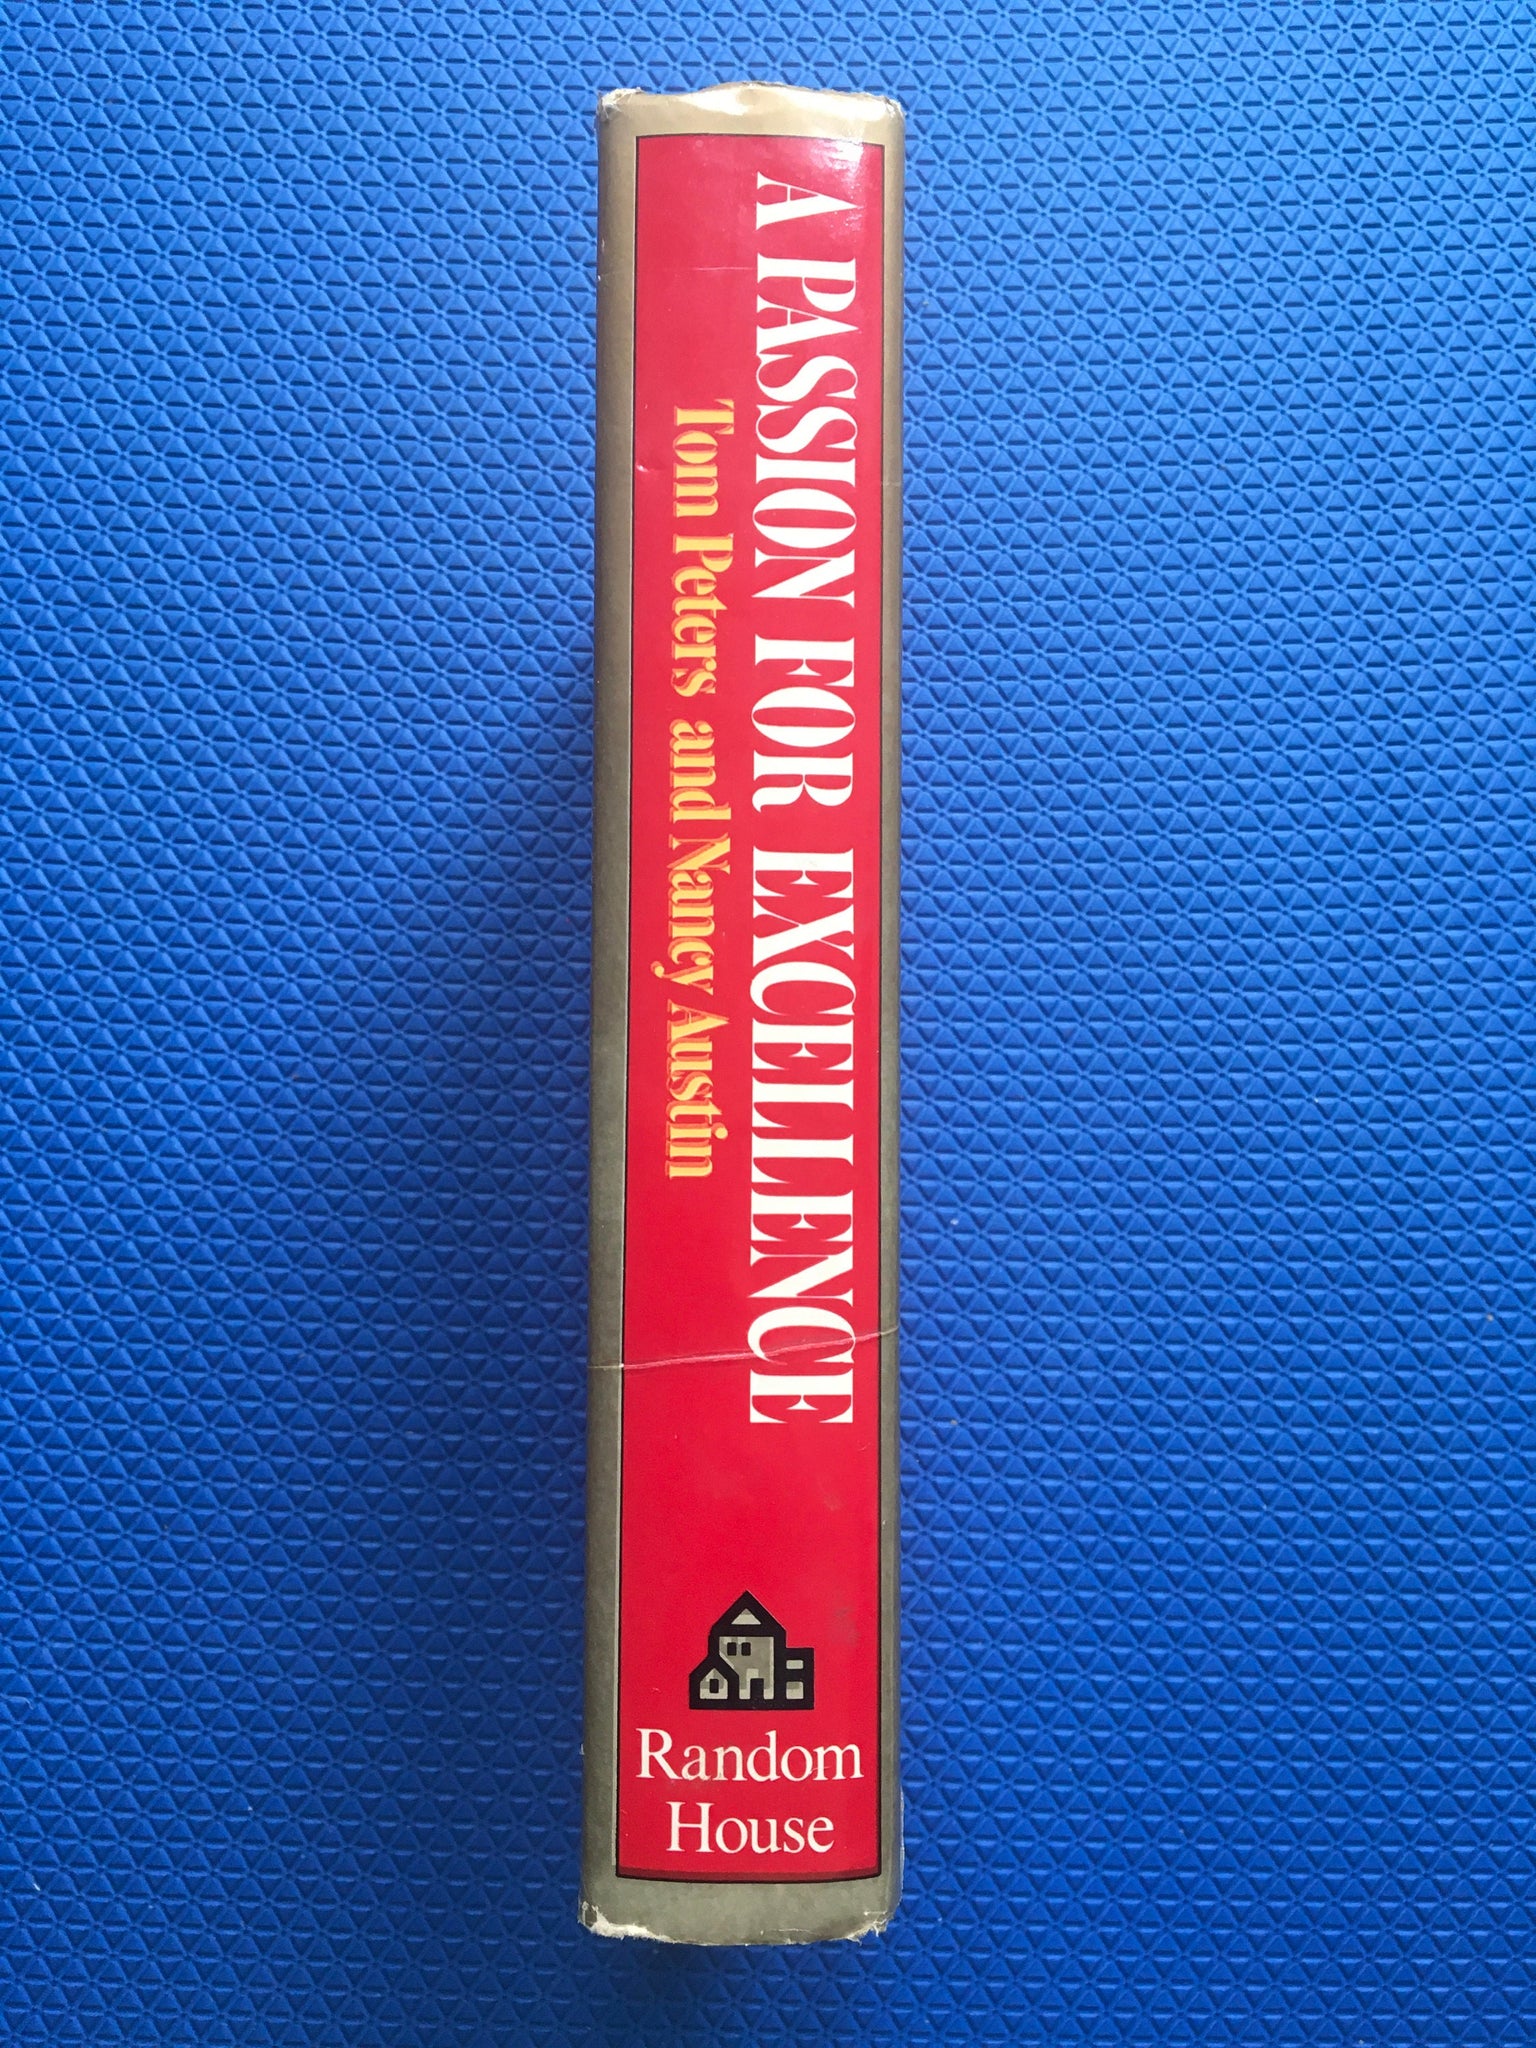 A PASSION FOR EXCELLENCE
Tom Peters and Nancy Austin
Random
House